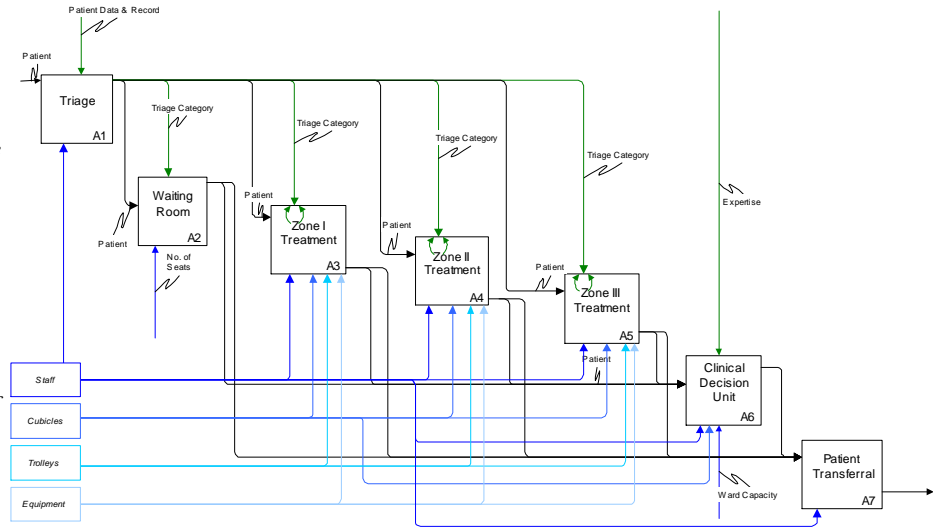 Patient Data & Record
Patient
Triage
A1
Triage Category
Triage Category
Triage Category
Triage Category
Expertise
Waiting
Room
A2
Patient
No. of
Seats
Patient
Zone I
Treatment
A3
Patient
Zone II
Treatment
A4
Patient
Zone III
Treatment
A5
Patient
Clinical
Decision
Unit
A6
Staff
Cubicles
Trolleys
Equipment
Ward Capacity
Patient
Transferral
A7